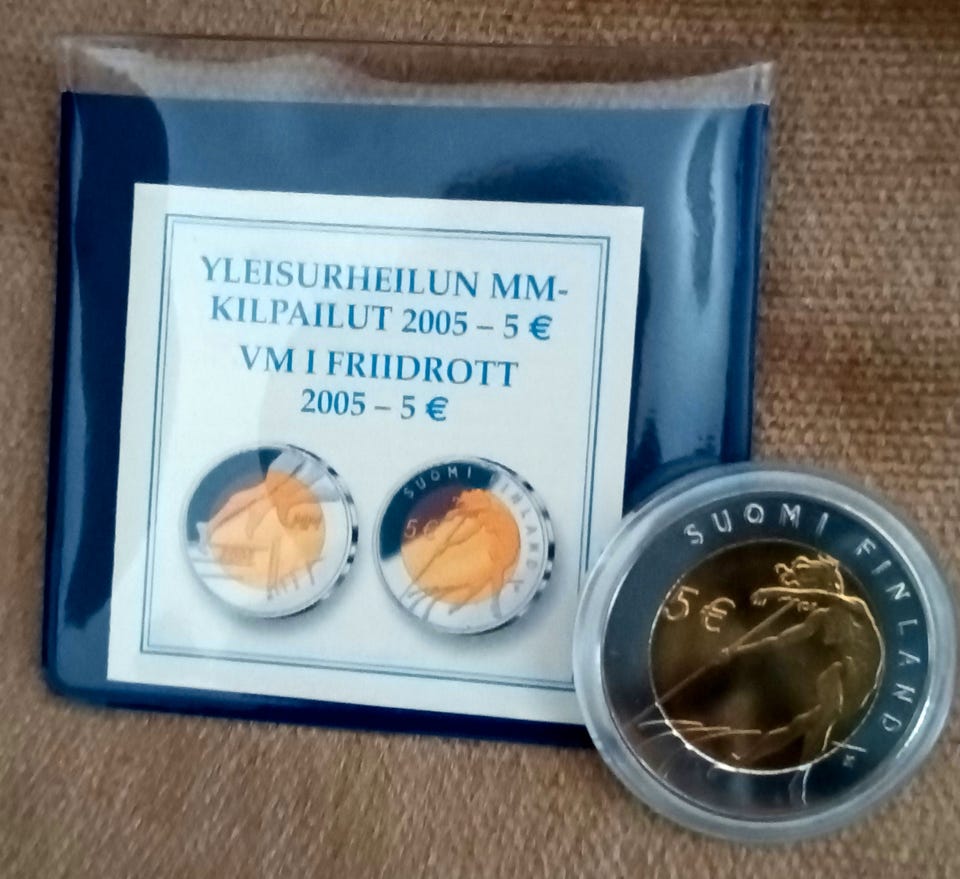 YLEISURHEILUN MM-
KILPAILUT 2005 – 5 €
VM I FRIIDROTT
2005 – 5 €
SUOMI FINLAND
5 €
SUOMI FINLAND
5 €